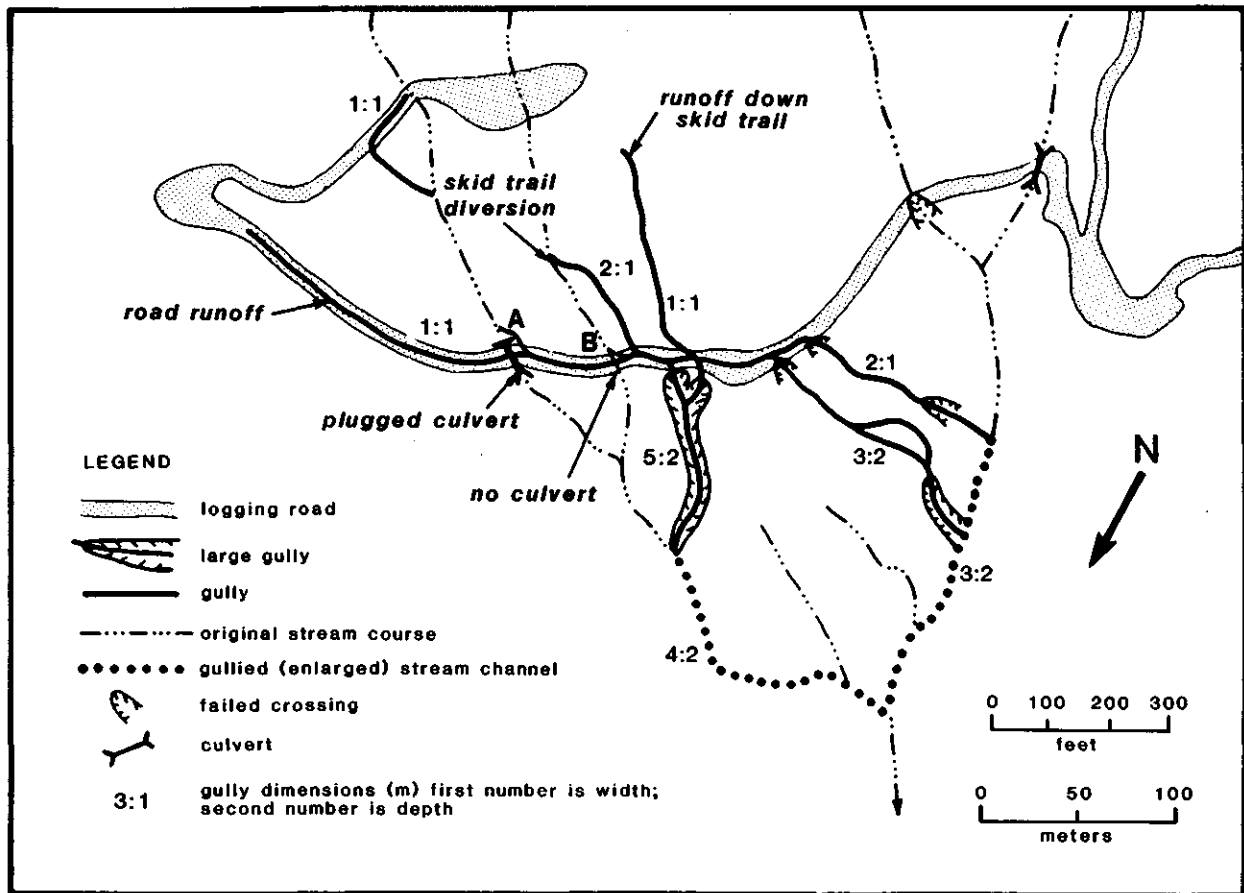 1:1
runoff down
skid trail
skid trail
diversion
2:1
1:1
road runoff
1:1
A
B
2:1
plugged culvert
5:2
3:2
N
no culvert
3:2
4:2
LEGEND
logging road
large gully
gully
original stream course
gullied (enlarged) stream channel
failed crossing
culvert
3:1 gully dimensions (m) first number is width;
second number is depth
0 100 200 300
feet
0 50 100
meters